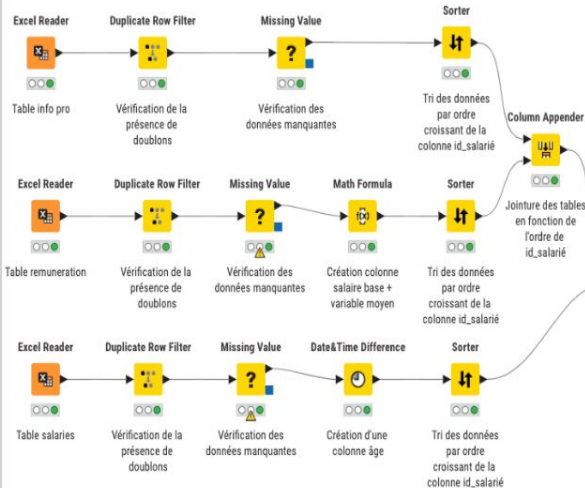 Excel Reader
Duplicate Row Filter
Missing Value
Sorter
Table info pro
Vérification de la
présence de
doublons
Vérification des
données manquantes
Tri des données
par ordre
croissant de la
colonne id_salarié
Column Appender
Jointure des tables
en fonction de
l'ordre de
id_salarié
Excel Reader
Duplicate Row Filter
Missing Value
Math Formula
Sorter
Table remuneration
Vérification de la
présence de
doublons
Vérification des
données manquantes
Création colonne
salaire base +
variable moyen
Tri des données
par ordre
croissant de la
colonne id_salarié
Excel Reader
Duplicate Row Filter
Missing Value
Date&Time Difference
Sorter
Table salaries
Vérification de la
présence de
doublons
Vérification des
données manquantes
Création d'une
colonne âge
Tri des données
par ordre
croissant de la
colonne id_salarié